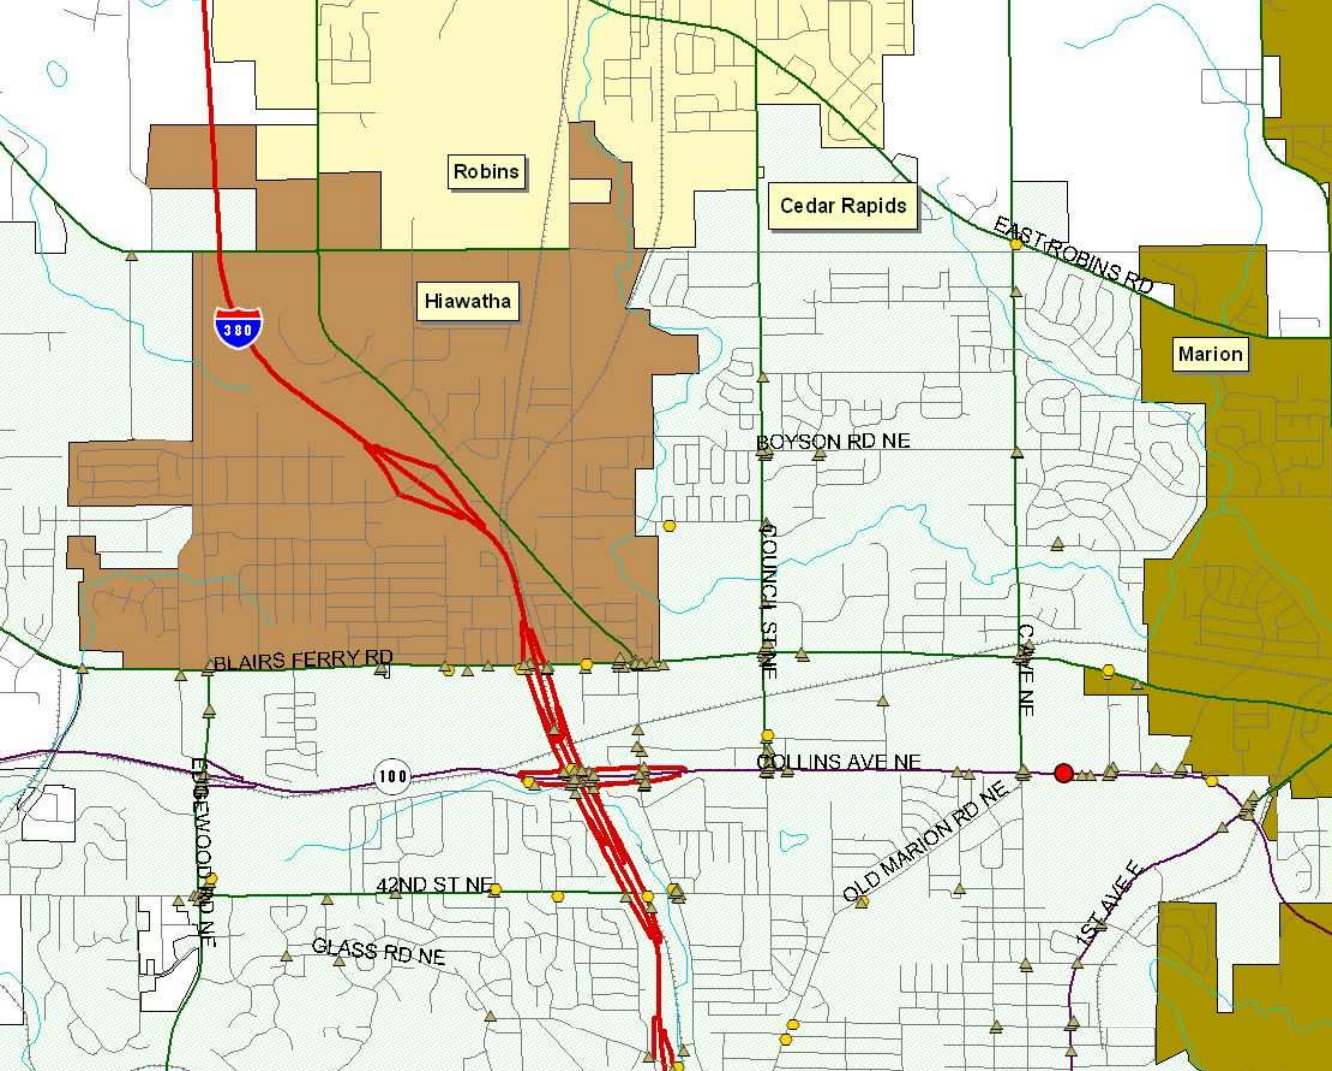 Robins
Cedar Rapids
EAST ROBINS RD
Hiawatha
380
Marion
BOYSON RD NE
COUNCIL ST NE
C AVE NE
BLAIRS FERRY RD
COLLINS AVE NE
100
EDGEWOOD RD NE
OLD MARION RD NE
42ND ST NE
1ST AVE E
GLASS RD NE